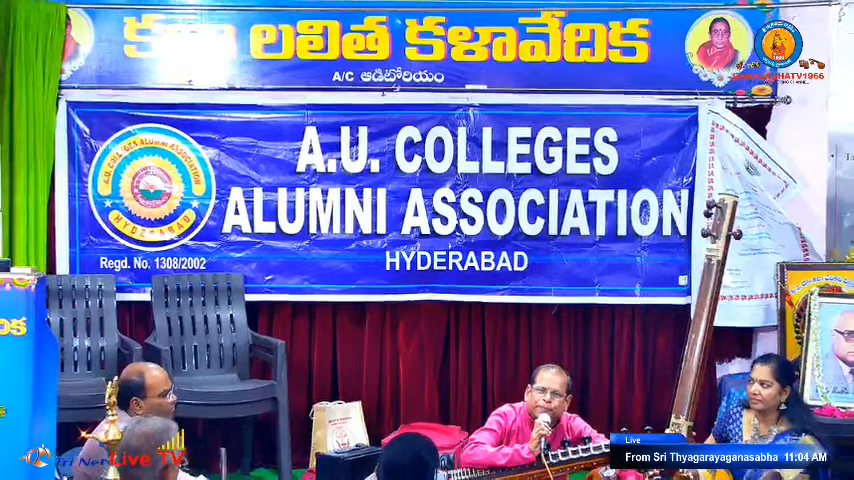 లలిత కళావేదిక
A/C ఆడిటోరియం
A.U. COLLEGES
ALUMNI ASSOCIATION
HYDERABAD
Regd. No. 1308/2002
HYDERABAD
1966
Live TV
Live
From Sri Thyagarayaganasabha
11:04 AM